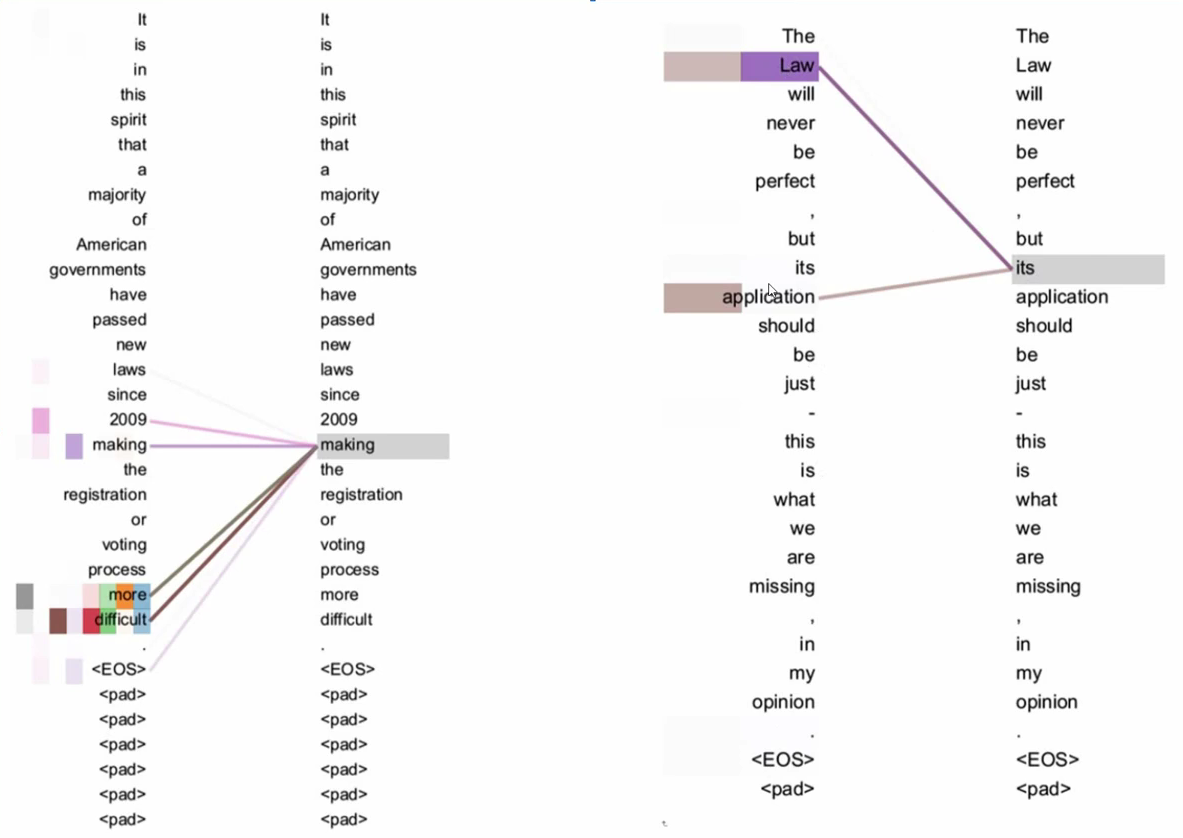 It It
is is
in in
this this
spirit spirit
that that
a a
majority majority
of of
American American
governments governments
have have
passed passed
new new
laws laws
since since
2009 2009
making making
the the
registration registration
or or
voting voting
process process
more more
difficult difficult
. .
<EOS> <EOS>
<pad> <pad>
<pad> <pad>
<pad> <pad>
<pad> <pad>
<pad> <pad>
<pad> <pad>
The The
Law Law
will will
never never
be be
perfect perfect
, ,
but but
its its
application application
should should
be be
just just
- -
this this
is is
what what
we we
are are
missing missing
, ,
in in
my my
opinion opinion
. .
<EOS> <EOS>
<pad> <pad>